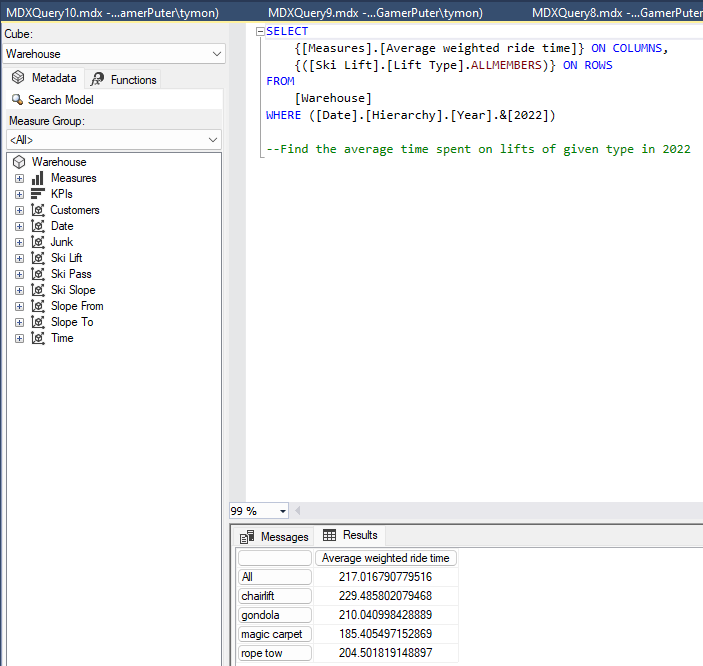 MDXQuery10.mdx -...amerPuter\tymon)
MDXQuery9.mdx -...GamerPuter\tymon)
MDXQuery8.mdx -...GamerPuter
Cube:
Warehouse
Metadata
Functions
Search Model
Measure Group:
<All>
Warehouse
Measures
KPIs
Customers
Date
Junk
Ski Lift
Ski Pass
Ski Slope
Slope From
Slope To
Time
SELECT
{[Measures].[Average weighted ride time]} ON COLUMNS,
{([Ski Lift].[Lift Type].ALLMEMBERS)} ON ROWS
FROM
[Warehouse]
WHERE ([Date].[Hierarchy].[Year].&[2022])
--Find the average time spent on lifts of given type in 2022
99 %
Messages
Results
Average weighted ride time
All 217.016790779516
chairlift 229.485802079468
gondola 210.040998428889
magic carpet 185.405497152869
rope tow 204.501819148897